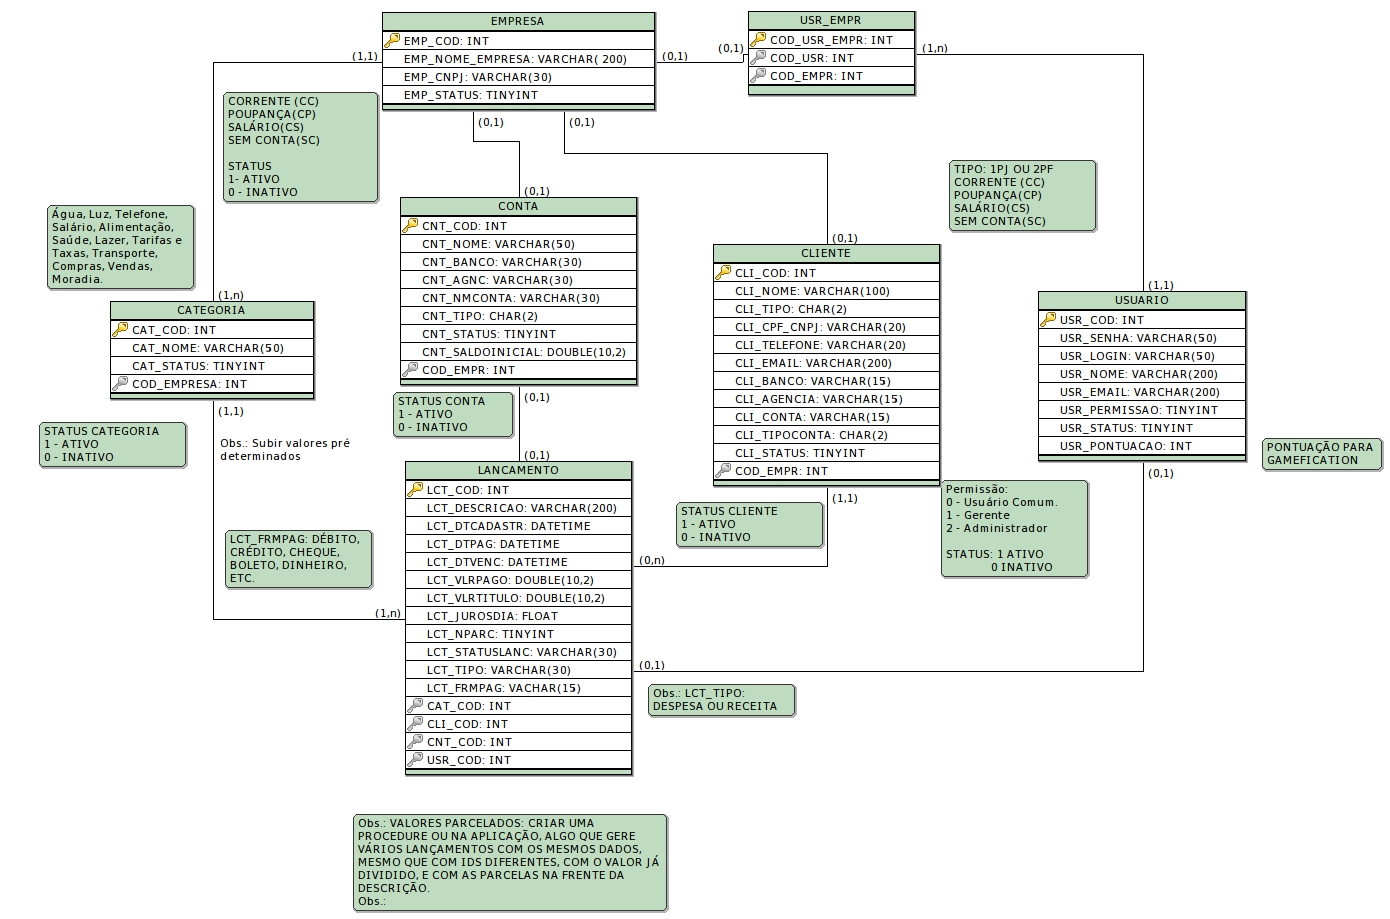 EMPRESA
EMP_COD: INT
EMP_NOME_EMPRESA: VARCHAR( 200)
EMP_CNPJ: VARCHAR(30)
EMP_STATUS: TINYINT
(1,1)
(0,1)
(0,1)
(0,1)
(0,1)
USR_EMPR
COD_USR_EMPR: INT
COD_USR: INT
COD_EMPR: INT
(1,n)
CORRENTE (CC)
POUPANÇA(CP)
SALÁRIO(CS)
SEM CONTA(SC)
STATUS
1- ATIVO
0 - INATIVO
TIPO: 1PJ OU 2PF
CORRENTE (CC)
POUPANÇA(CP)
SALÁRIO(CS)
SEM CONTA(SC)
Água, Luz, Telefone,
Salário, Alimentação,
Saúde, Lazer, Tarifas e
Taxas, Transporte,
Compras, Vendas,
Moradia.
(1,n)
CATEGORIA
CAT_COD: INT
CAT_NOME: VARCHAR(50)
CAT_STATUS: TINYINT
COD_EMPRESA: INT
(1,1)
STATUS CATEGORIA
1 - ATIVO
0 - INATIVO
Obs.: Subir valores pré
determinados
(0,1)
CONTA
CNT_COD: INT
CNT_NOME: VARCHAR(50)
CNT_BANCO: VARCHAR(30)
CNT_AGNC: VARCHAR(30)
CNT_NMCONTA: VARCHAR(30)
CNT_TIPO: CHAR(2)
CNT_STATUS: TINYINT
CNT_SALDOINICIAL: DOUBLE(10,2)
COD_EMPR: INT
(0,1)
STATUS CONTA
1 - ATIVO
0 - INATIVO
(0,1)
CLIENTE
CLI_COD: INT
CLI_NOME: VARCHAR(100)
CLI_TIPO: CHAR(2)
CLI_CPF_CNPJ: VARCHAR(20)
CLI_TELEFONE: VARCHAR(20)
CLI_EMAIL: VARCHAR(200)
CLI_BANCO: VARCHAR(15)
CLI_AGENCIA: VARCHAR(15)
CLI_CONTA: VARCHAR(15)
CLI_TIPOCONTA: CHAR(2)
CLI_STATUS: TINYINT
COD_EMPR: INT
(1,1)
STATUS CLIENTE
1 - ATIVO
0 - INATIVO
(1,1)
USUARIO
USR_COD: INT
USR_SENHA: VARCHAR(50)
USR_LOGIN: VARCHAR(50)
USR_NOME: VARCHAR(200)
USR_EMAIL: VARCHAR(200)
USR_PERMISSAO: TINYINT
USR_STATUS: TINYINT
USR_PONTUACAO: INT
(0,1)
PONTUAÇÃO PARA
GAMEFICATION
Permissão:
0 - Usuário Comum.
1 - Gerente
2 - Administrador
STATUS: 1 ATIVO
0 INATIVO
(0,1)
LANCAMENTO
LCT_COD: INT
LCT_DESCRICAO: VARCHAR(200)
LCT_DTCADASTR: DATETIME
LCT_DTPAG: DATETIME
LCT_DTVENC: DATETIME
LCT_VLRPAGO: DOUBLE(10,2)
LCT_VLRTITULO: DOUBLE(10,2)
LCT_JUROSDIA: FLOAT
LCT_NPARC: TINYINT
LCT_STATUSLANC: VARCHAR(30)
LCT_TIPO: VARCHAR(30)
LCT_FRMPAG: VACHAR(15)
CAT_COD: INT
CLI_COD: INT
CNT_COD: INT
USR_COD: INT
(0,n)
(1,n)
(0,1)
LCT_FRMPAG: DÉBITO,
CRÉDITO, CHEQUE,
BOLETO, DINHEIRO,
ETC.
Obs.: LCT_TIPO:
DESPESA OU RECEITA
Obs.: VALORES PARCELADOS: CRIAR UMA
PROCEDURE OU NA APLICAÇÃO, ALGO QUE GERE
VÁRIOS LANÇAMENTOS COM OS MESMOS DADOS,
MESMO QUE COM IDS DIFERENTES, COM O VALOR JÁ
DIVIDIDO, E COM AS PARCELAS NA FRENTE DA
DESCRIÇÃO.
Obs.: